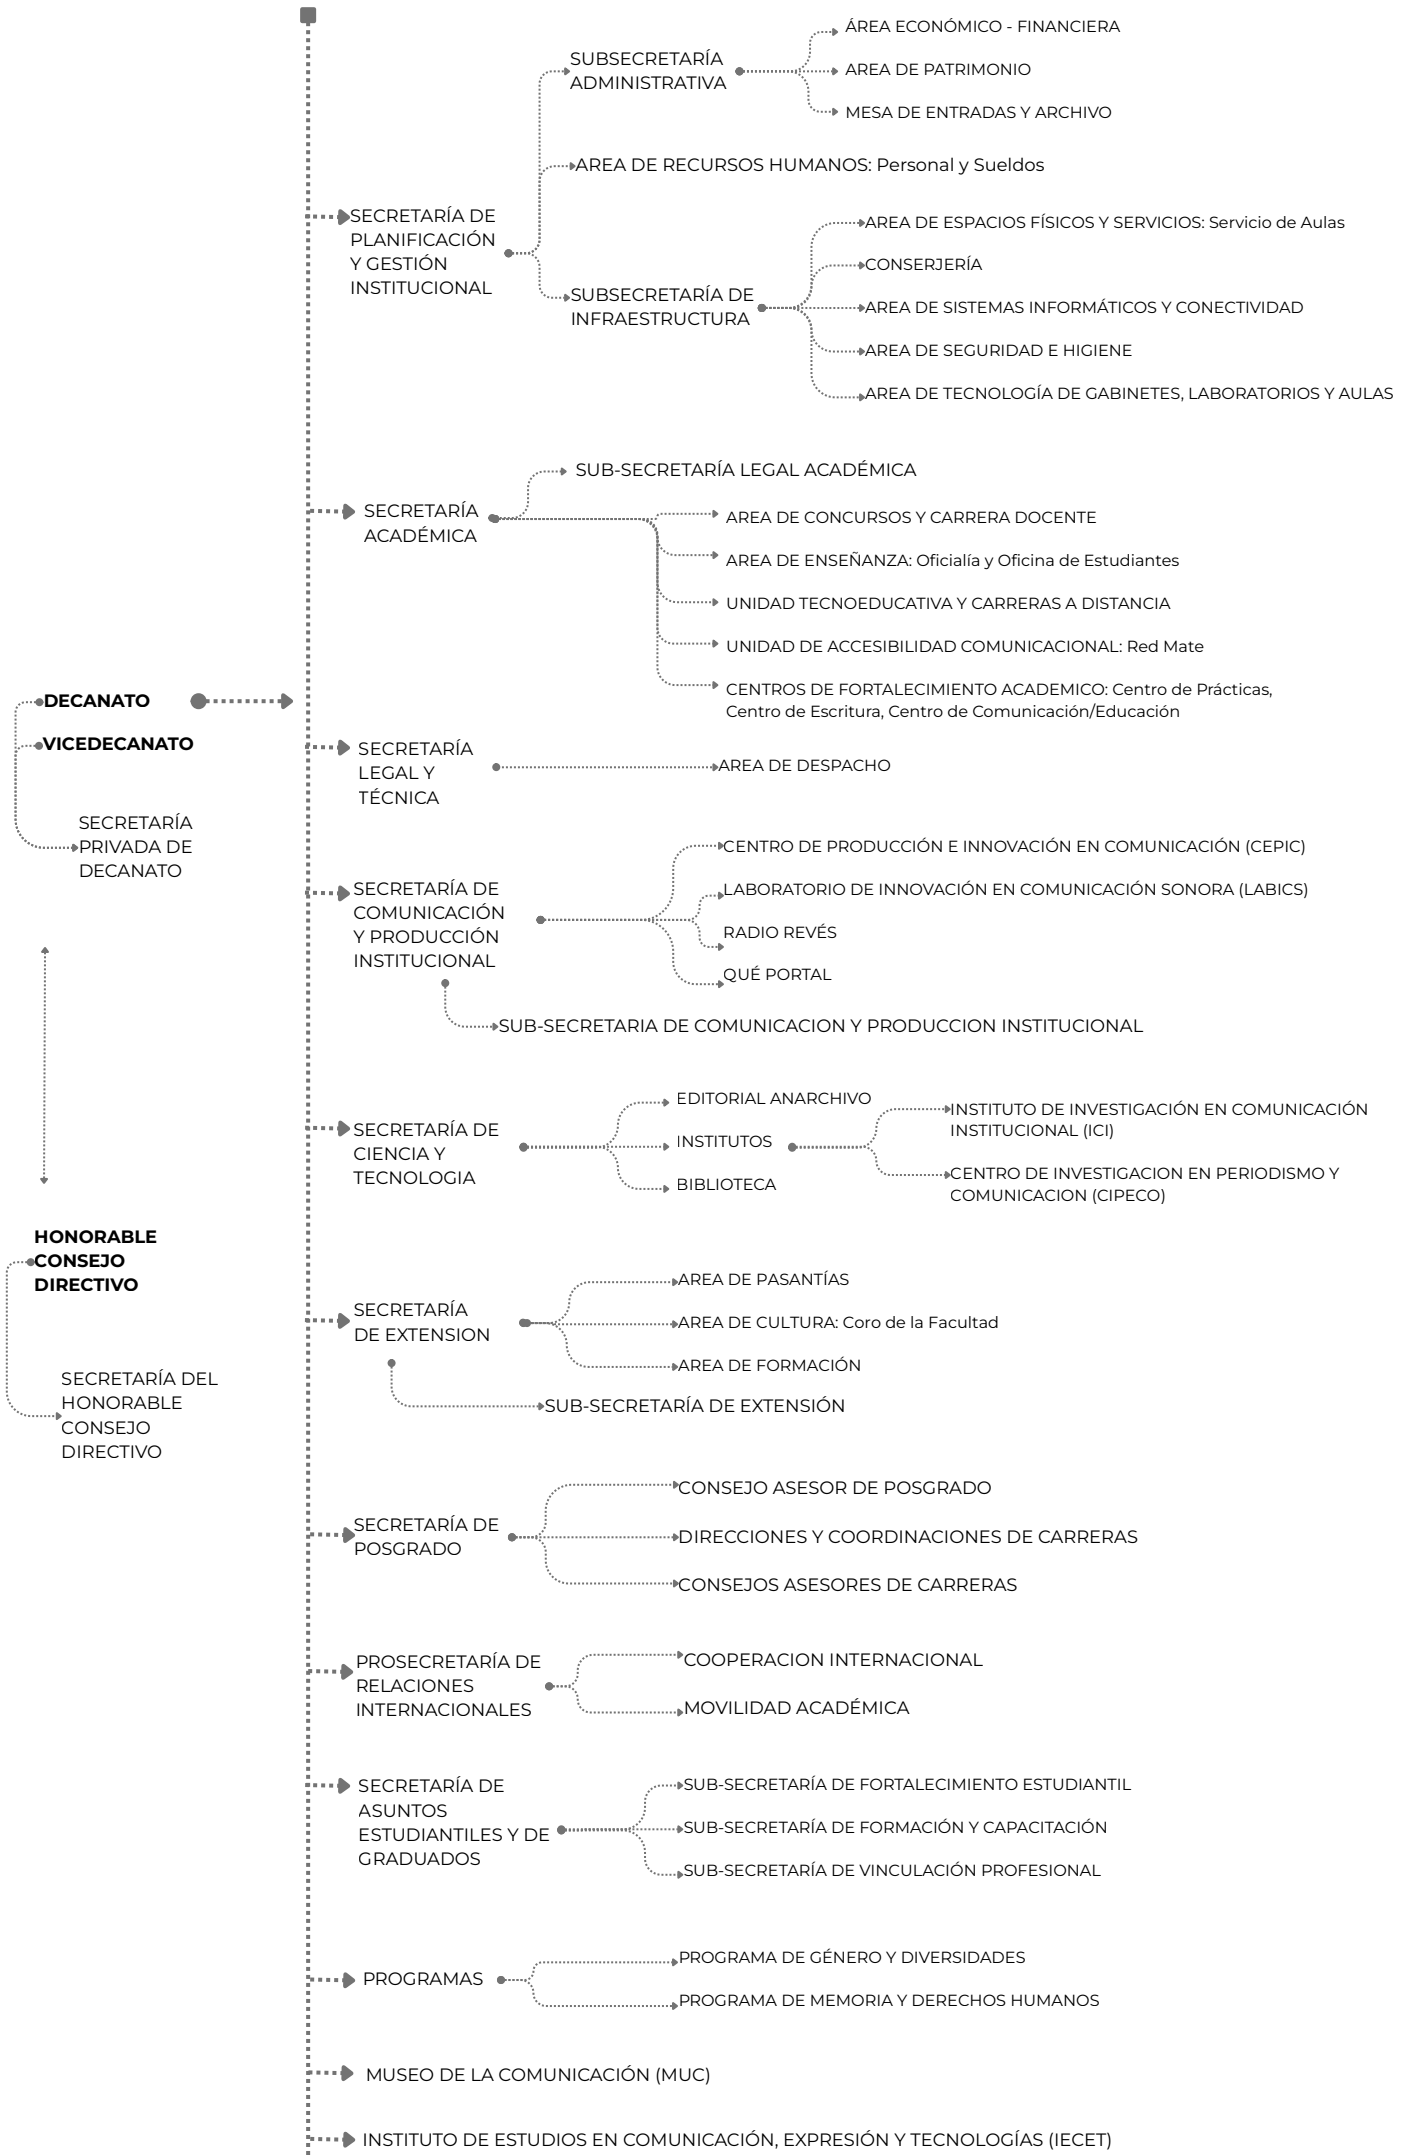 ÁREA ECONÓMICO - FINANCIERA
SUBSECRETARÍA
ADMINISTRATIVA
AREA DE PATRIMONIO
MESA DE ENTRADAS Y ARCHIVO
AREA DE RECURSOS HUMANOS: Personal y Sueldos
SECRETARÍA DE
PLANIFICACIÓN
Y GESTIÓN
INSTITUCIONAL
SUBSECRETARÍA DE
INFRAESTRUCTURA
AREA DE ESPACIOS FÍSICOS Y SERVICIOS: Servicio de Aulas
CONSERJERÍA
AREA DE SISTEMAS INFORMÁTICOS Y CONECTIVIDAD
AREA DE SEGURIDAD E HIGIENE
AREA DE TECNOLOGÍA DE GABINETES, LABORATORIOS Y AULAS
SECRETARÍA
ACADÉMICA
SUB-SECRETARÍA LEGAL ACADÉMICA
AREA DE CONCURSOS Y CARRERA DOCENTE
AREA DE ENSEÑANZA: Oficialía y Oficina de Estudiantes
UNIDAD TECNOEDUCATIVA Y CARRERAS A DISTANCIA
UNIDAD DE ACCESIBILIDAD COMUNICACIONAL: Red Mate
CENTROS DE FORTALECIMIENTO ACADEMICO: Centro de Prácticas,
Centro de Escritura, Centro de Comunicación/Educación
DECANATO
VICEDECANATO
SECRETARÍA
PRIVADA DE
DECANATO
SECRETARÍA
LEGAL Y
TÉCNICA
AREA DE DESPACHO
SECRETARÍA DE
COMUNICACIÓN
Y PRODUCCIÓN
INSTITUCIONAL
CENTRO DE PRODUCCIÓN E INNOVACIÓN EN COMUNICACIÓN (CEPIC)
LABORATORIO DE INNOVACIÓN EN COMUNICACIÓN SONORA (LABICS)
RADIO REVÉS
QUÉ PORTAL
SUB-SECRETARIA DE COMUNICACION Y PRODUCCION INSTITUCIONAL
SECRETARÍA DE
CIENCIA Y
TECNOLOGIA
EDITORIAL ANARCHIVO
INSTITUTOS
BIBLIOTECA
INSTITUTO DE INVESTIGACIÓN EN COMUNICACIÓN
INSTITUCIONAL (ICI)
CENTRO DE INVESTIGACION EN PERIODISMO Y
COMUNICACION (CIPECO)
HONORABLE
CONSEJO
DIRECTIVO
SECRETARÍA DEL
HONORABLE
CONSEJO
DIRECTIVO
SECRETARÍA
DE EXTENSION
AREA DE PASANTÍAS
AREA DE CULTURA: Coro de la Facultad
AREA DE FORMACIÓN
SUB-SECRETARÍA DE EXTENSIÓN
SECRETARÍA DE
POSGRADO
CONSEJO ASESOR DE POSGRADO
DIRECCIONES Y COORDINACIONES DE CARRERAS
CONSEJOS ASESORES DE CARRERAS
PROSECRETARÍA DE
RELACIONES
INTERNACIONALES
COOPERACION INTERNACIONAL
MOVILIDAD ACADÉMICA
SECRETARÍA DE
ASUNTOS
ESTUDIANTILES Y DE
GRADUADOS
SUB-SECRETARÍA DE FORTALECIMIENTO ESTUDIANTIL
SUB-SECRETARÍA DE FORMACIÓN Y CAPACITACIÓN
SUB-SECRETARÍA DE VINCULACIÓN PROFESIONAL
PROGRAMAS
PROGRAMA DE GÉNERO Y DIVERSIDADES
PROGRAMA DE MEMORIA Y DERECHOS HUMANOS
MUSEO DE LA COMUNICACIÓN (MUC)
INSTITUTO DE ESTUDIOS EN COMUNICACIÓN, EXPRESIÓN Y TECNOLOGÍAS (IECET)